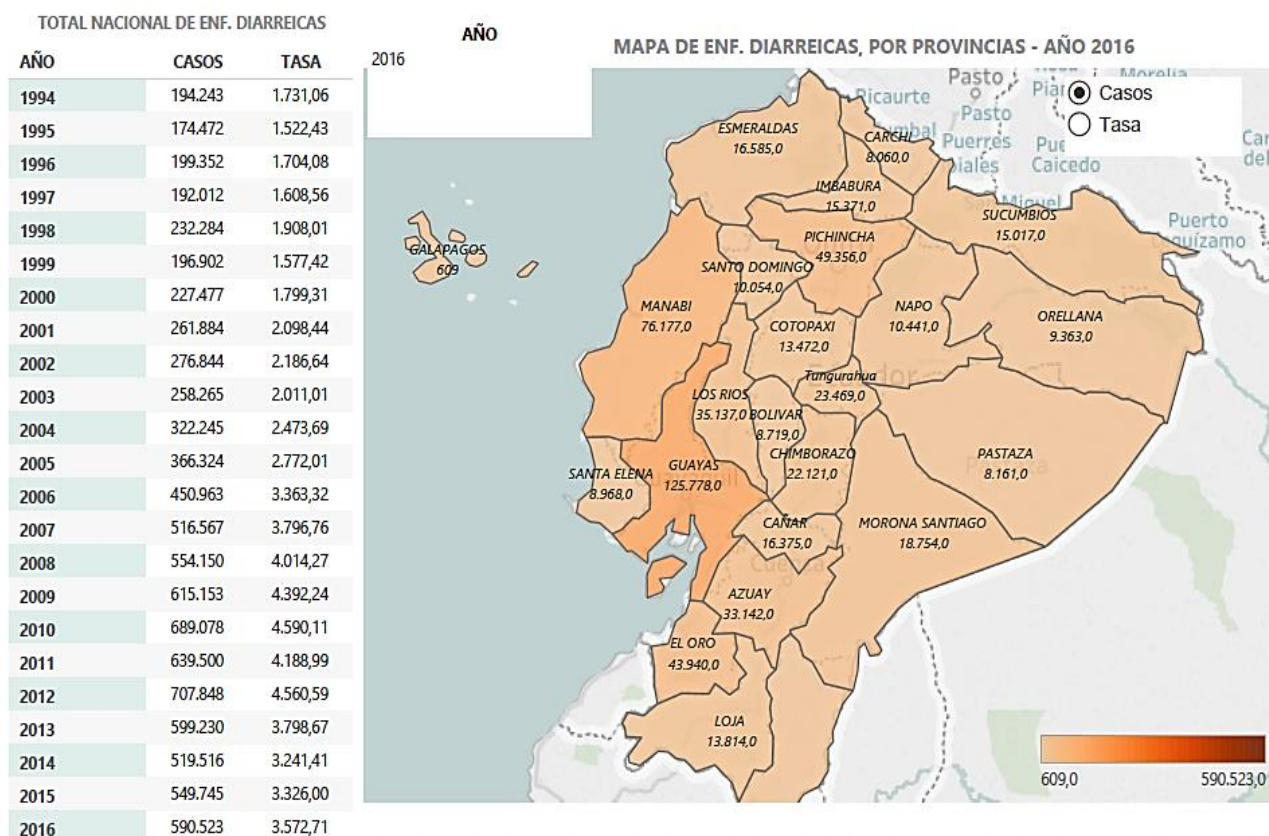 TOTAL NACIONAL DE ENF. DIARREICAS
AÑO CASOS TASA
1994 194.243 1.731,06
1995 174.472 1.522,43
1996 199.352 1.704,08
1997 192.012 1.608,56
1998 232.284 1.908,01
1999 196.902 1.577,42
2000 227.477 1.799,31
2001 261.884 2.098,44
2002 276.844 2.186,64
2003 258.265 2.011,01
2004 322.245 2.473,69
2005 366.324 2.772,01
2006 450.963 3.363,32
2007 516.567 3.796,76
2008 554.150 4.014,27
2009 615.153 4.392,24
2010 689.078 4.590,11
2011 639.500 4.188,99
2012 707.848 4.560,59
2013 599.230 3.798,67
2014 519.516 3.241,41
2015 549.745 3.326,00
2016 590.523 3.572,71
AÑO
2016
MAPA DE ENF. DIARREICAS, POR PROVINCIAS - AÑO 2016
Casos
Tasa
Pasto
Morelia
Ricaurte
Pasto
Puerres
Caicedo
Puerto
ESMERALDAS
16.585,0
CARCHI
8.060,0
IMBABURA
15.371,0
SUCUMBIOS
15.017,0
GALAPAGOS
609
PICHINCHA
49.356,0
SANTO DOMINGO
10.054,0
MANABI
76.177,0
NAPO
10.441,0
ORELLANA
9.363,0
COTOPAXI
13.472,0
Tungurahua
23.469,0
LOS RIOS
35.137,0
BOLIVAR
8.719,0
CHIMBORAZO
22.121,0
PASTAZA
8.161,0
SANTA ELENA
8.968,0
GUAYAS
125.778,0
CAÑAR
16.375,0
MORONA SANTIAGO
18.754,0
Cuenca
AZUAY
33.142,0
EL ORO
43.940,0
LOJA
13.814,0
609,0 590.523,0